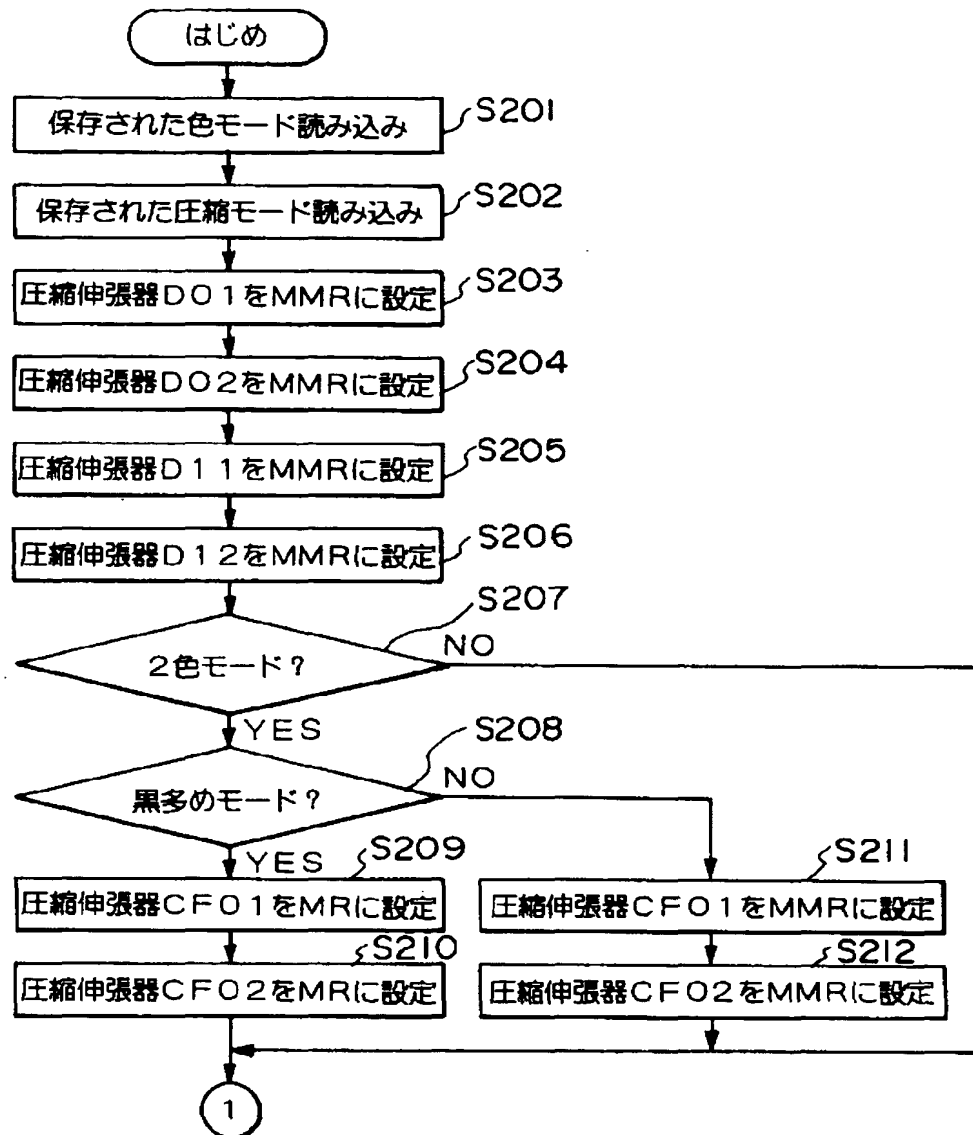 はじめ
保存された色モード読み込み
S201
保存された圧縮モード読み込み
S202
圧縮伸張器D01をMMRに設定
S203
圧縮伸張器D02をMMRに設定
S204
圧縮伸張器D11をMMRに設定
S205
圧縮伸張器D12をMMRに設定
S206
2色モード?
S207
NO
YES
黒多めモード?
S208
NO
YES
圧縮伸張器CF01をMRに設定
S209
圧縮伸張器CF02をMRに設定
S210
圧縮伸張器CF01をMMRに設定
S211
圧縮伸張器CF02をMMRに設定
S212
1